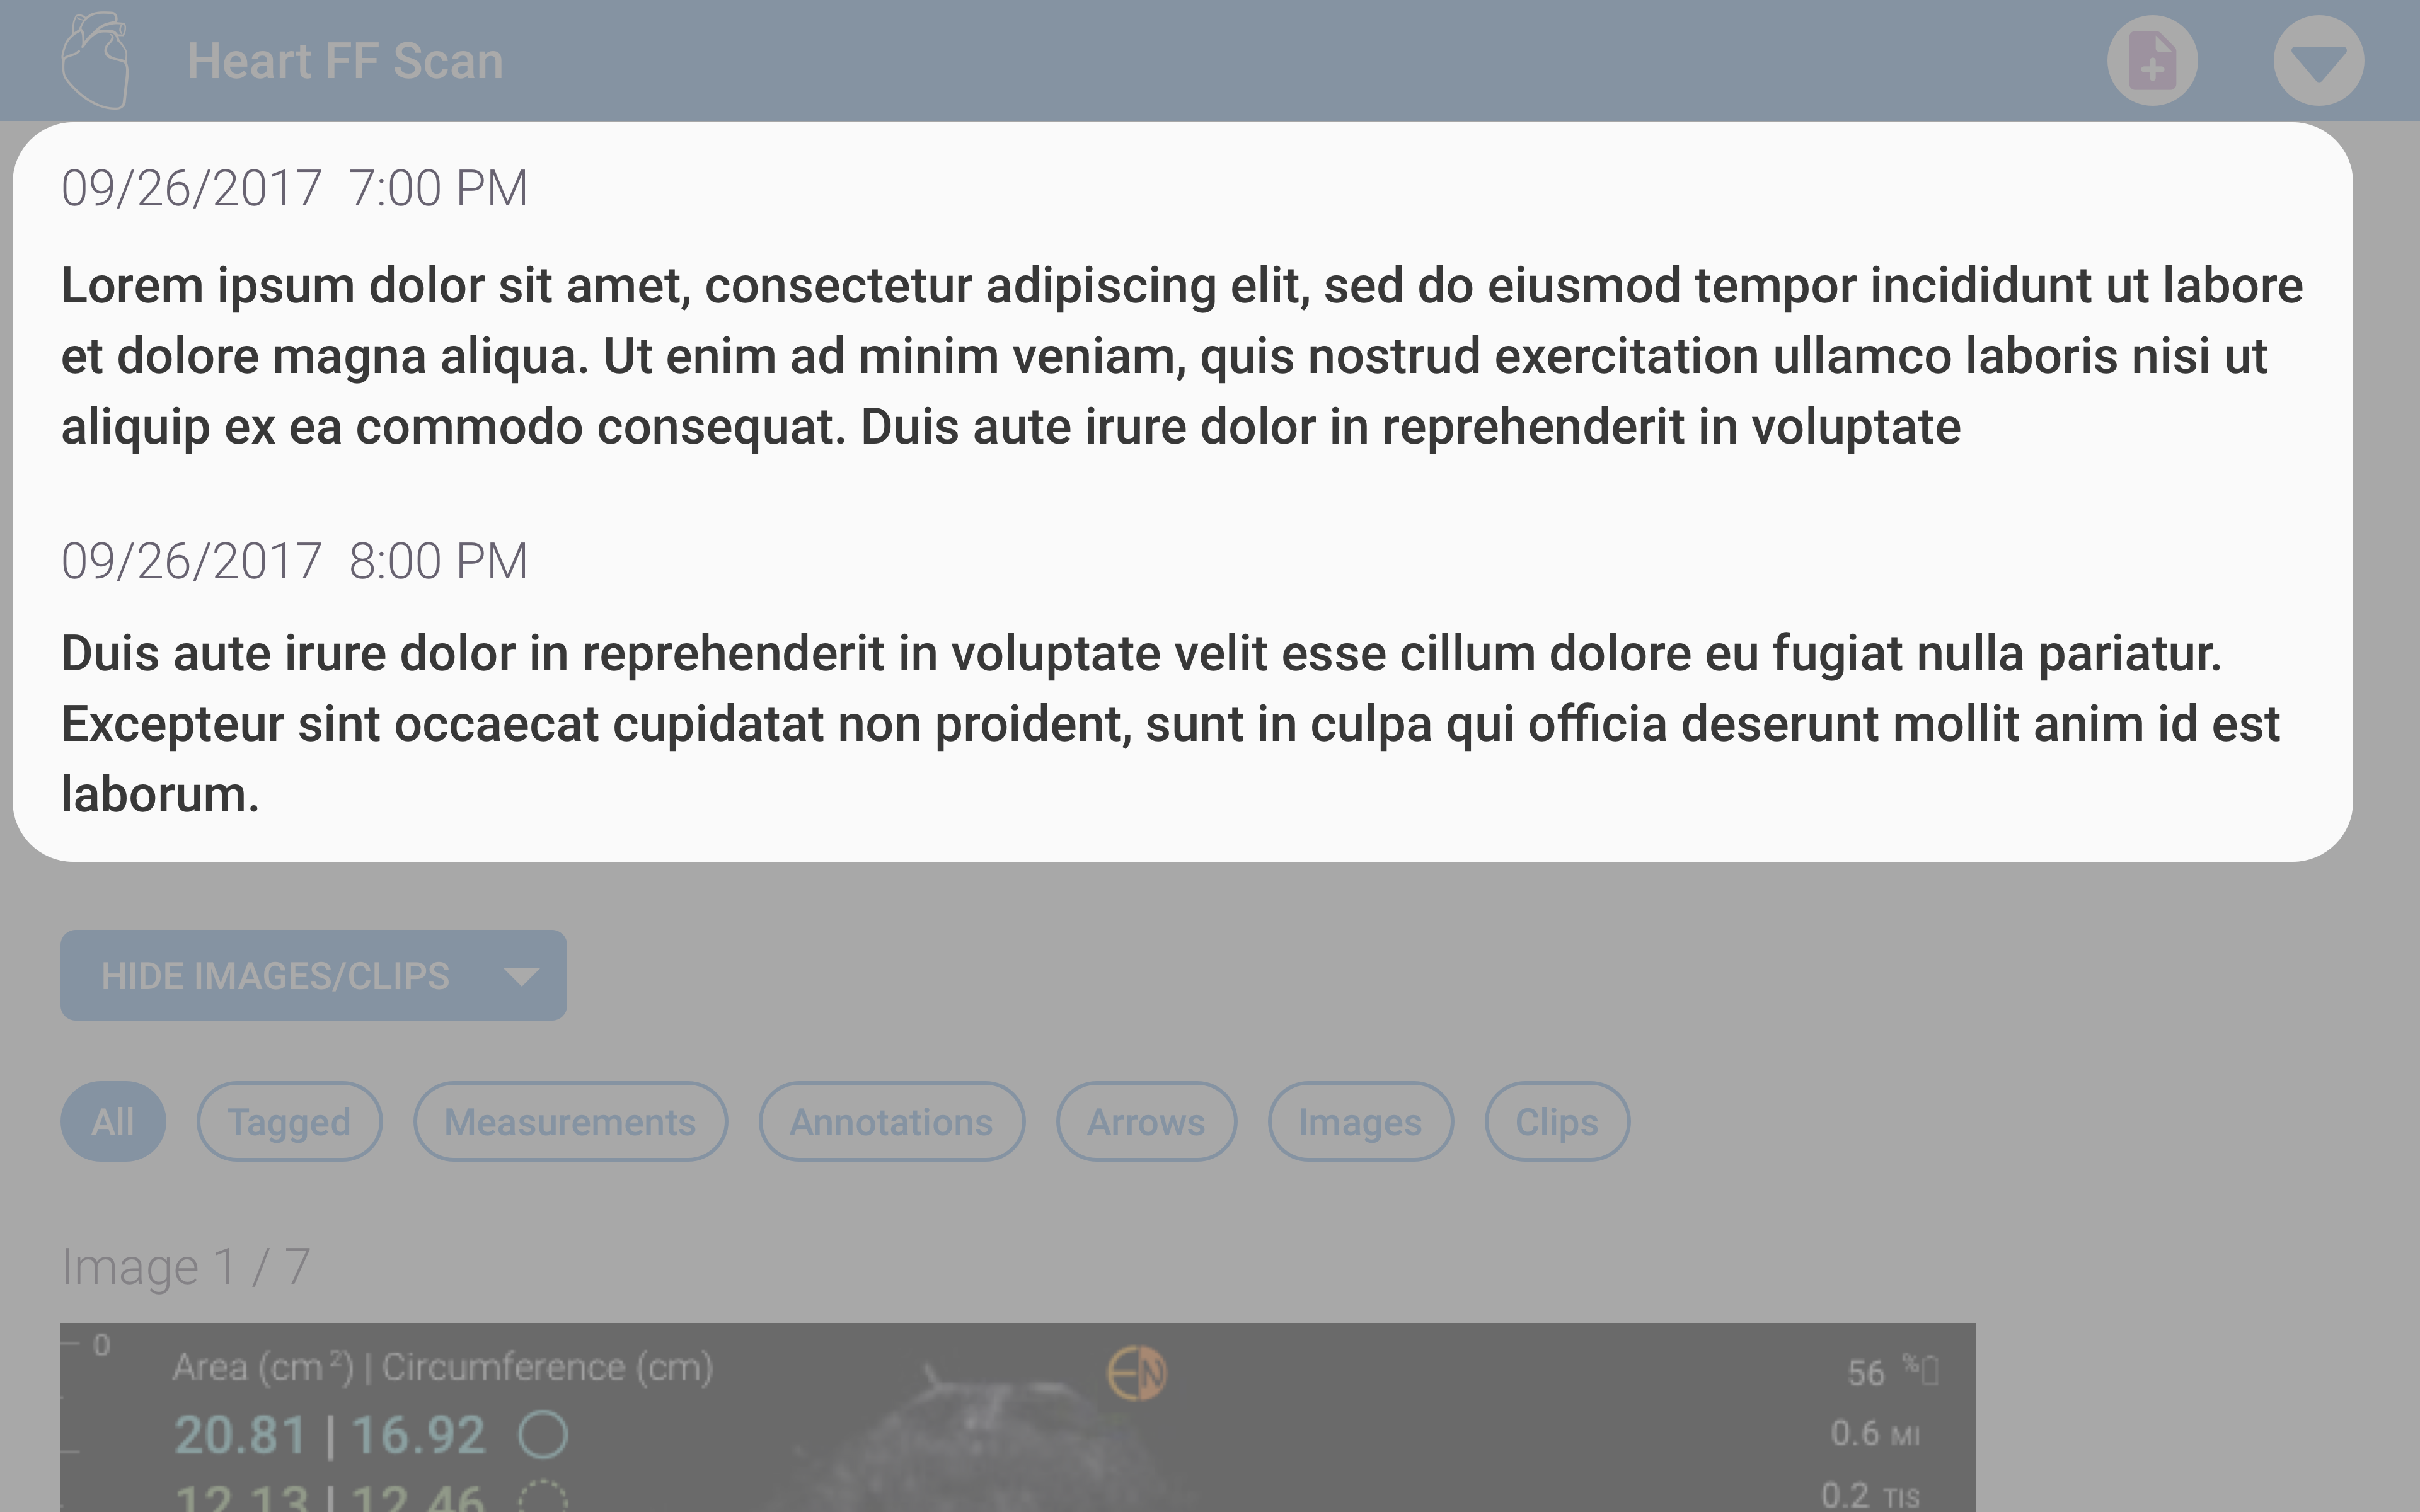 Heart FF Scan
09/26/2017 7:00 PM
Lorem ipsum dolor sit amet, consectetur adipiscing elit, sed do eiusmod tempor incididunt ut labore
et dolore magna aliqua. Ut enim ad minim veniam, quis nostrud exercitation ullamco laboris nisi ut
aliquip ex ea commodo consequat. Duis aute irure dolor in reprehenderit in voluptate
09/26/2017 8:00 PM
Duis aute irure dolor in reprehenderit in voluptate velit esse cillum dolore eu fugiat nulla pariatur.
Excepteur sint occaecat cupidatat non proident, sunt in culpa qui officia deserunt mollit anim id est
laborum.
HIDE IMAGES/CLIPS
All Tagged Measurements Annotations Arrows Images Clips
Image 1 / 7
0
Area (cm²) | Circumference (cm)
EN
56 %
20.81 | 16.92
0.6 MI
12.13 | 12.46
0.2 TIS